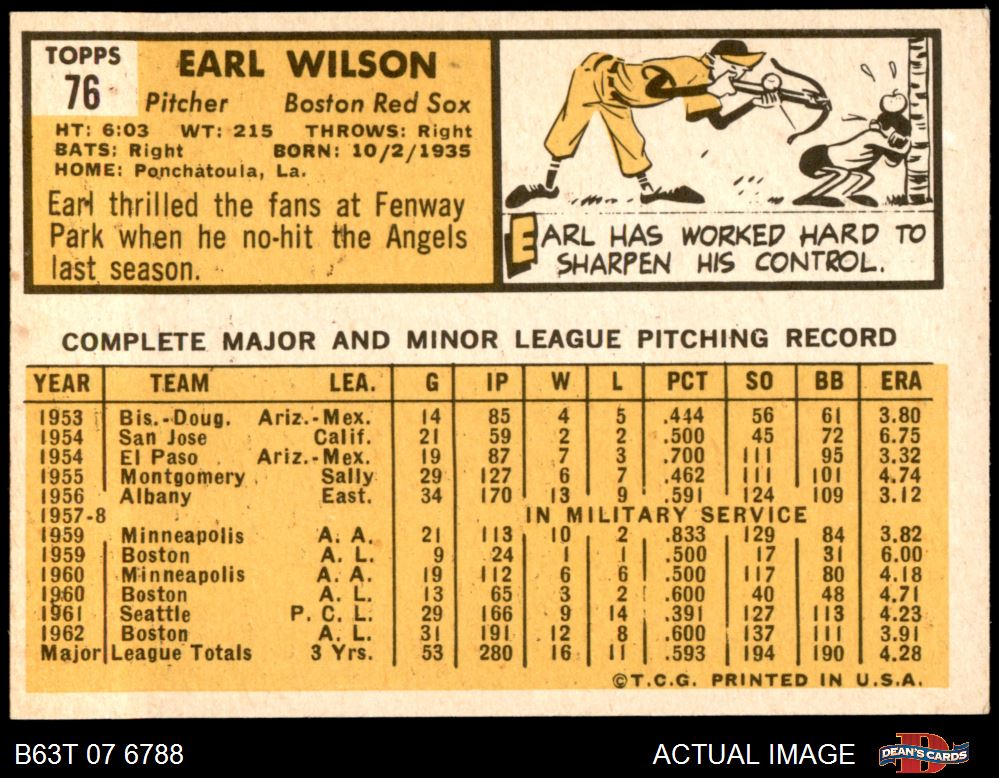 TOPPS
76
EARL WILSON
Pitcher Boston Red Sox
HT: 6:03 WT: 215 THROWS: Right
BATS: Right BORN: 10/2/1935
HOME: Ponchatoula, La.
Earl thrilled the fans at Fenway
Park when he no-hit the Angels
last season.
EARL HAS WORKED HARD TO
SHARPEN HIS CONTROL.
COMPLETE MAJOR AND MINOR LEAGUE PITCHING RECORD
YEAR TEAM LEA. G IP W L PCT SO BB ERA
1953 Bis.-Doug. Ariz.-Mex. 14 85 4 5 .444 56 61 3.80
1954 San Jose Calif. 21 59 2 2 .500 45 72 6.75
1954 El Paso Ariz.-Mex. 19 87 7 3 .700 111 95 3.32
1955 Montgomery Sally 29 127 6 7 .462 111 101 4.74
1956 Albany East. 34 170 13 9 .591 124 109 3.12
1957-8 IN MILITARY SERVICE
1959 Minneapolis A. A. 21 113 10 2 .833 129 84 3.82
1959 Boston A. L. 9 24 1 1 .500 17 31 6.00
1960 Minneapolis A. A. 19 112 6 6 .500 117 80 4.18
1960 Boston A. L. 13 65 3 2 .600 40 48 4.71
1961 Seattle P. C. L. 29 166 9 14 .391 127 113 4.23
1962 Boston A. L. 31 191 12 8 .600 137 111 3.91
Major League Totals 3 Yrs. 53 280 16 11 .593 194 190 4.28
©T.C.G. PRINTED IN U.S.A.
B63T 07 6788 ACTUAL IMAGE DEAN'S CARDS